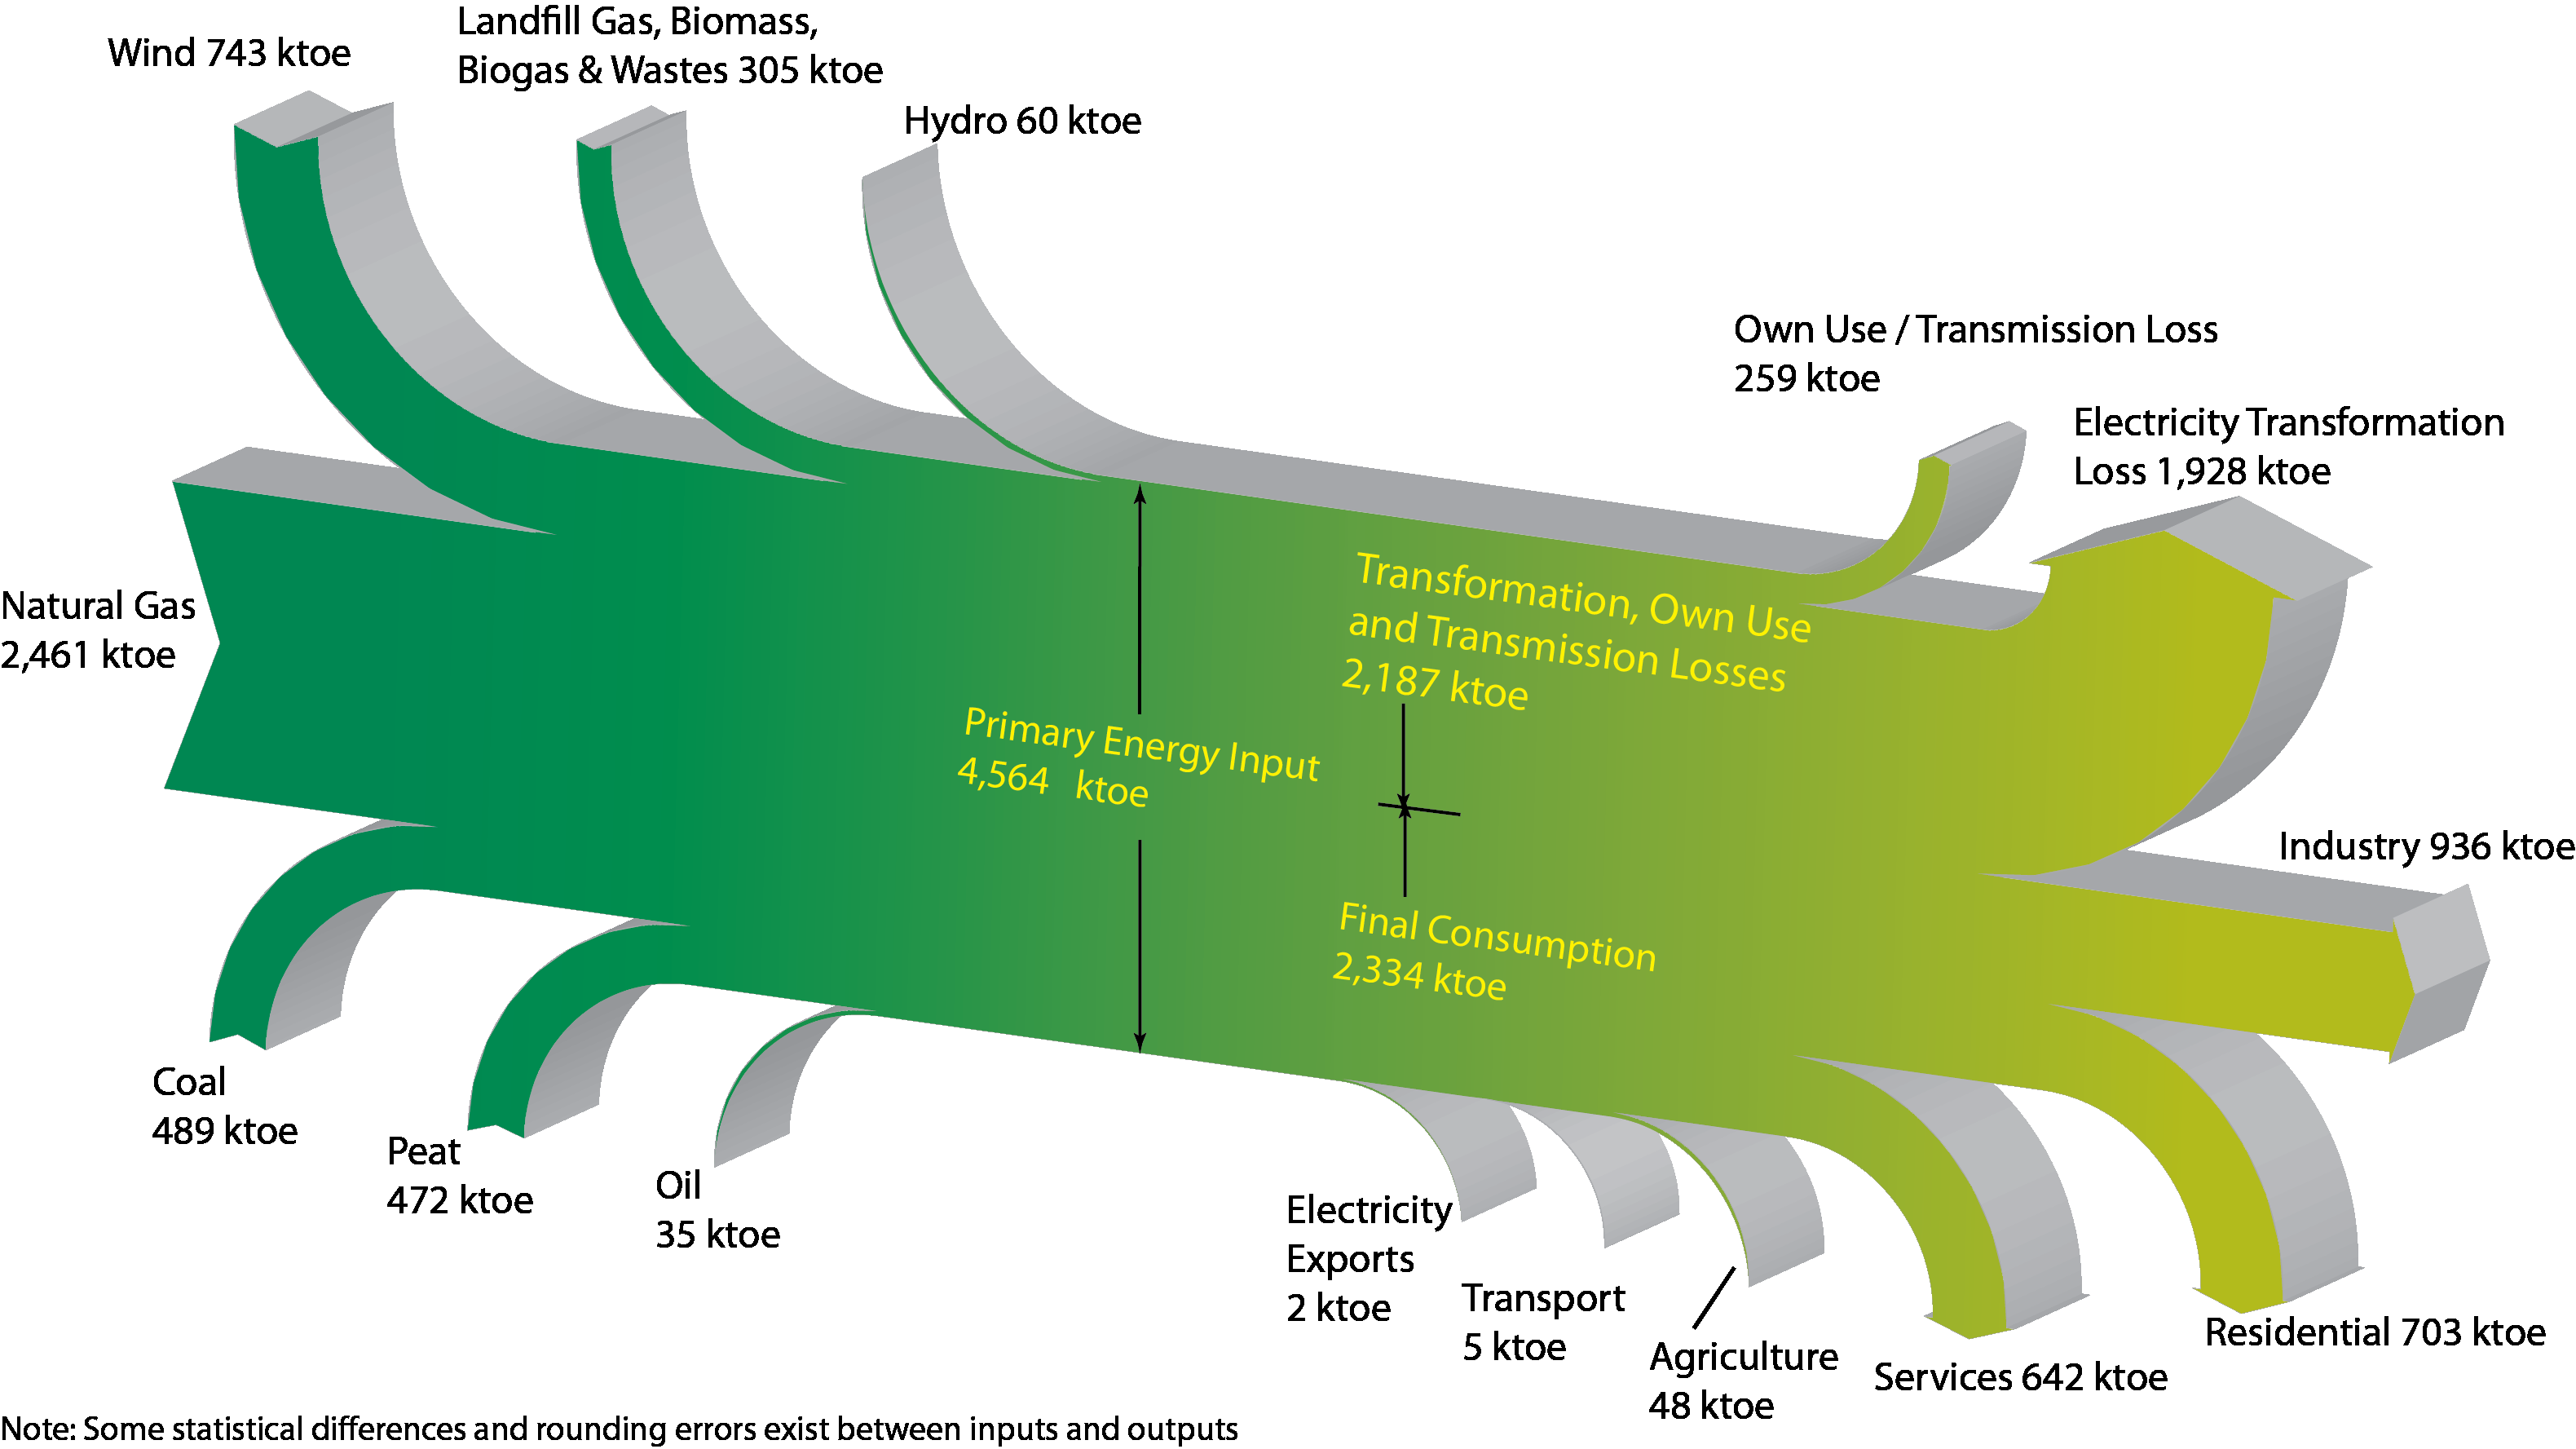 Wind 743 ktoe
Landfill Gas, Biomass,
Biogas & Wastes 305 ktoe
Hydro 60 ktoe
Own Use / Transmission Loss
259 ktoe
Electricity Transformation
Loss 1,928 ktoe
Natural Gas
2,461 ktoe
Transformation, Own Use
and Transmission Losses
2,187 ktoe
Primary Energy Input
4,564 ktoe
Industry 936 ktoe
Final Consumption
2,334 ktoe
Coal
489 ktoe
Peat
472 ktoe
Oil
35 ktoe
Electricity
Exports
2 ktoe
Transport
5 ktoe
Agriculture
48 ktoe
Services 642 ktoe
Residential 703 ktoe
Note: Some statistical differences and rounding errors exist between inputs and outputs